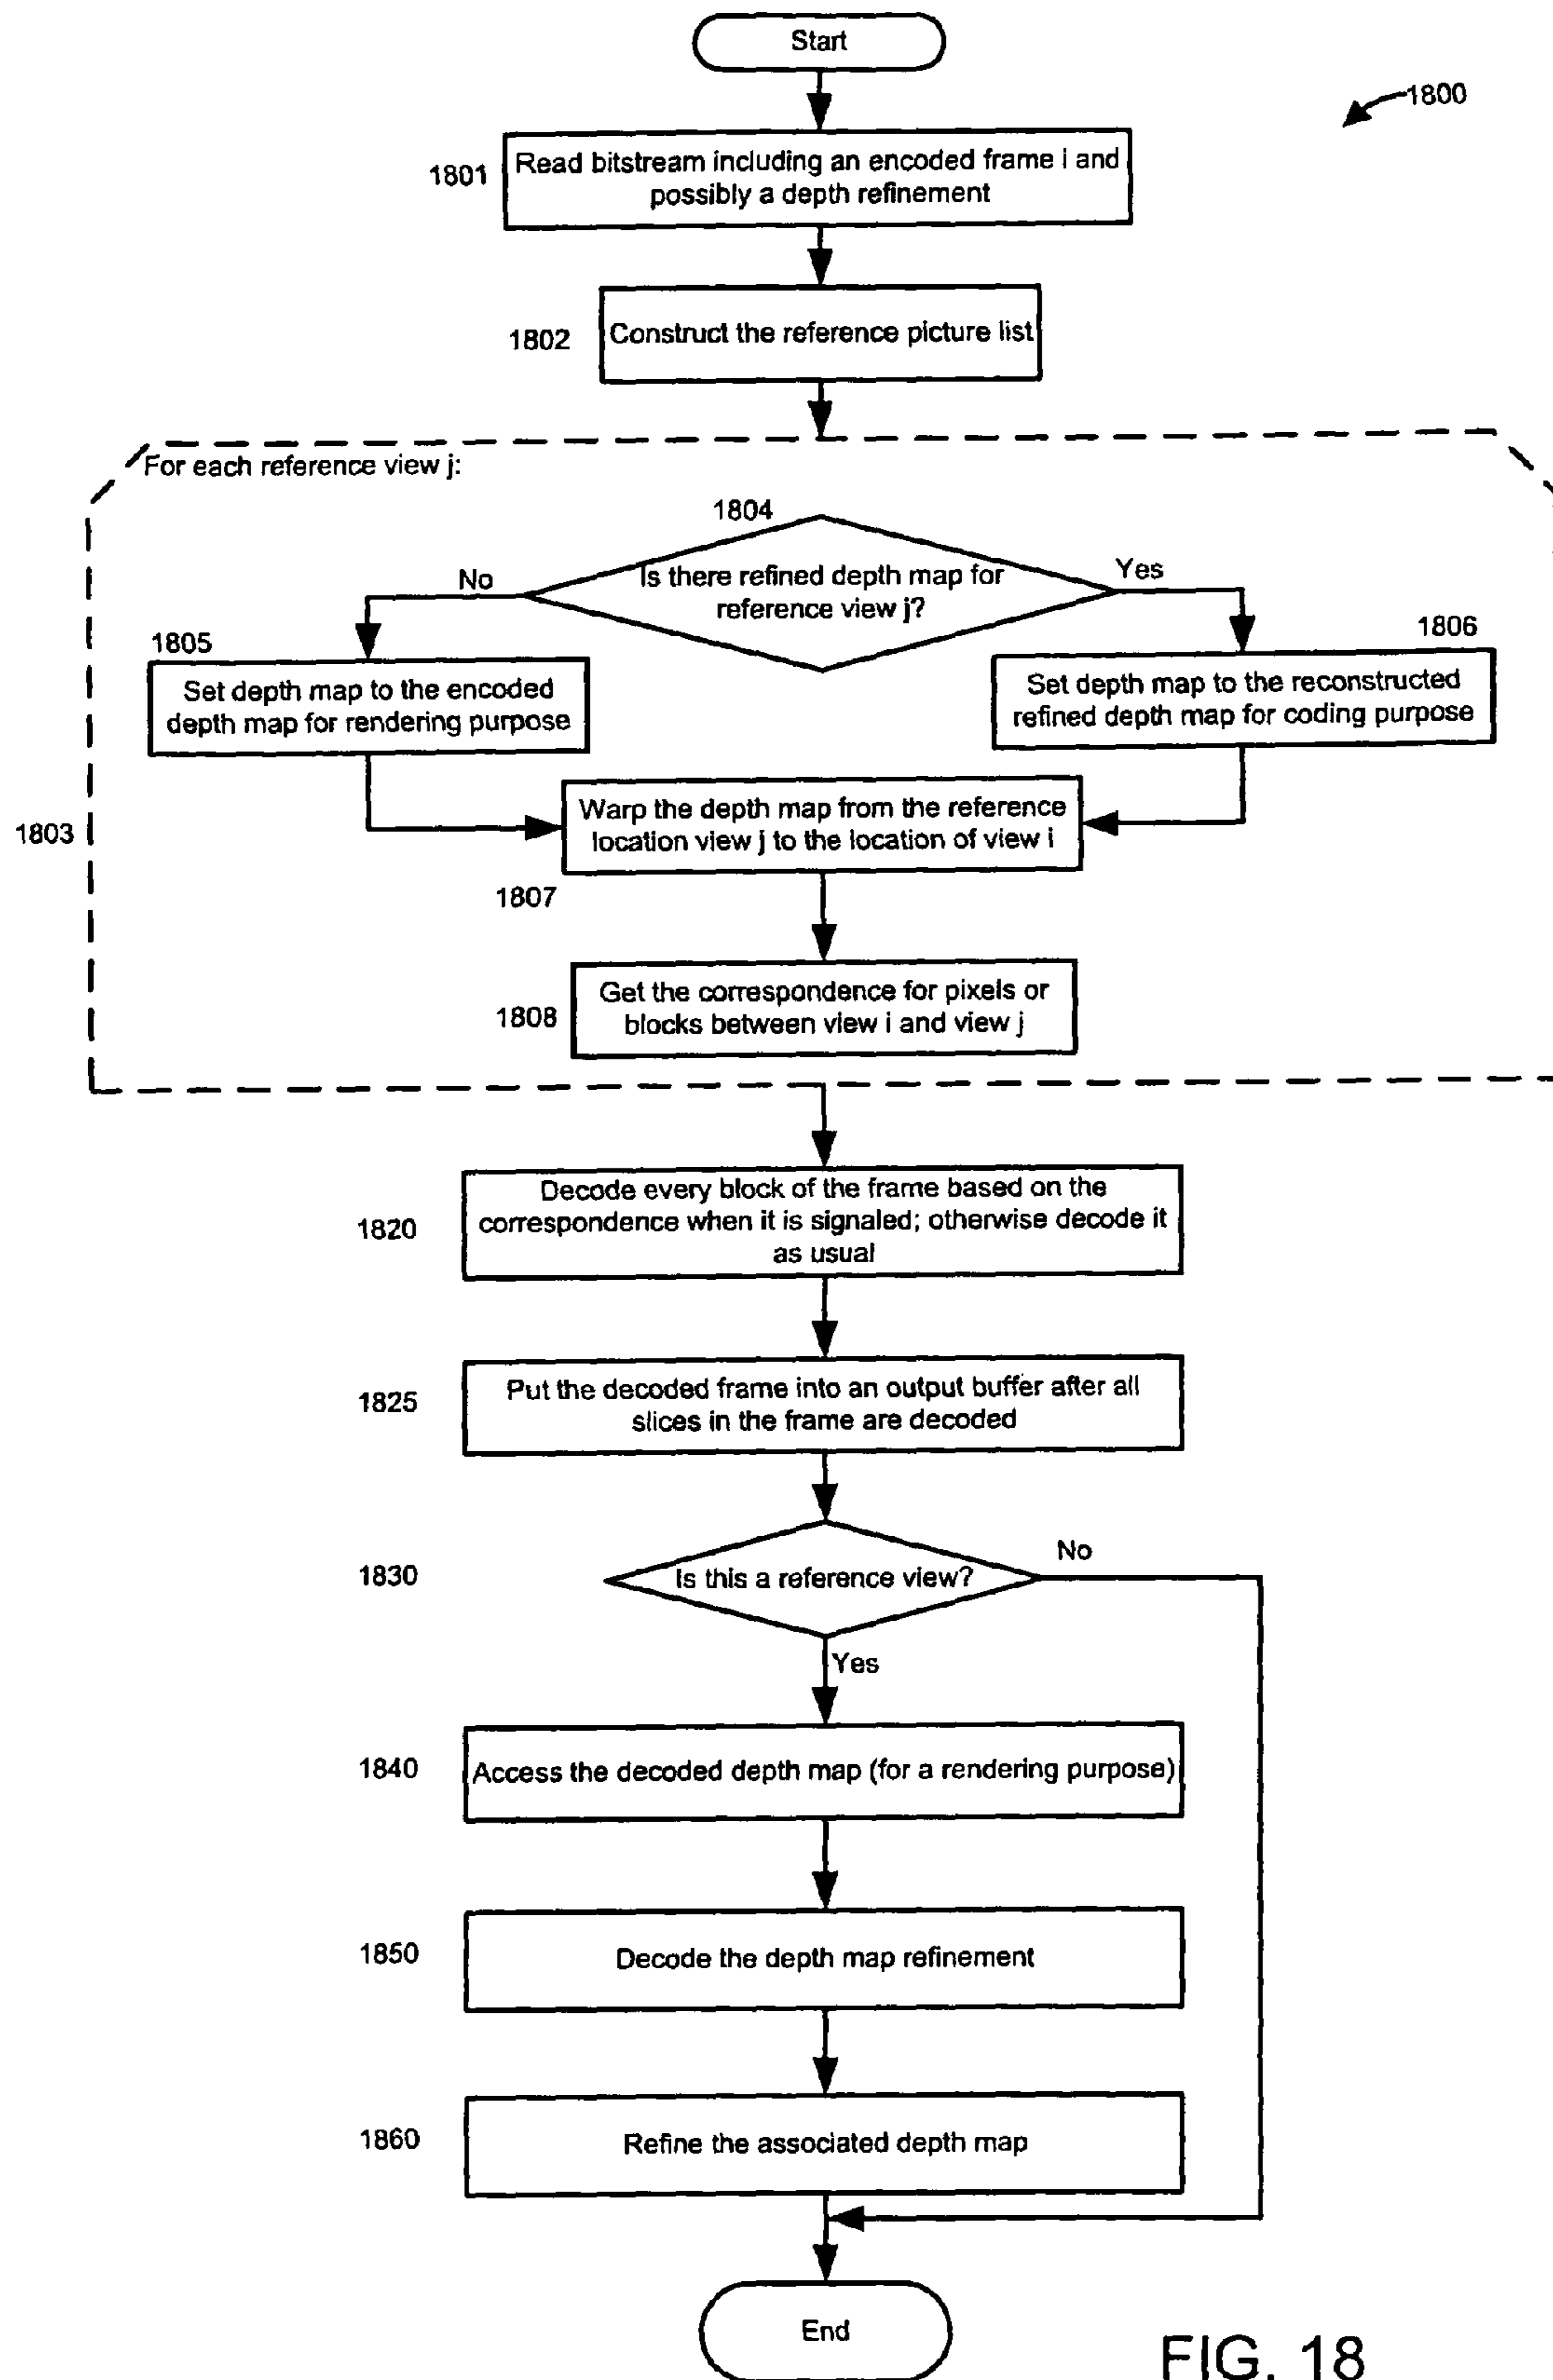 Start
1800
1801
Read bitstream including an encoded frame i and
possibly a depth refinement
1802
Construct the reference picture list
For each reference view j:
1804
Is there refined depth map for
reference view j?
No
Yes
1805
Set depth map to the encoded
depth map for rendering purpose
1806
Set depth map to the reconstructed
refined depth map for coding purpose
1803
Warp the depth map from the reference
location view j to the location of view i
1807
1808
Get the correspondence for pixels or
blocks between view i and view j
1820
Decode every block of the frame based on the
correspondence when it is signaled; otherwise decode it
as usual
1825
Put the decoded frame into an output buffer after all
slices in the frame are decoded
1830
Is this a reference view?
No
Yes
1840
Access the decoded depth map (for a rendering purpose)
1850
Decode the depth map refinement
1860
Refine the associated depth map
End
FIG. 18